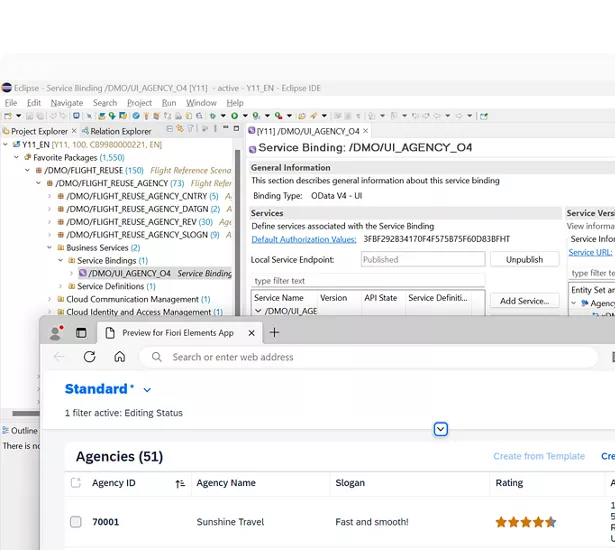 Eclipse - Service Binding /DMO/UI_AGENCY_O4 [Y11] - active - Y11_EN - Eclipse IDE
File Edit Navigate Search Project Run Window Help
Project Explorer Relation Explorer
[Y11] /DMO/UI_AGENCY_O4
Y11_EN [Y11, 100, CB9980000221, EN]
Service Binding: /DMO/UI_AGENCY_O4
Favorite Packages (1,550)
General Information
/DMO/FLIGHT_REUSE (150) Flight Reference Scena
This section describes general information about this service binding
/DMO/FLIGHT_REUSE_AGENCY (73) Flight Refer
Binding Type: OData V4 - UI
/DMO/FLIGHT_REUSE_AGENCY_CNTRY (5) A
/DMO/FLIGHT_REUSE_AGENCY_DATGN (2) A
Services
Service Vers
/DMO/FLIGHT_REUSE_AGENCY_REV (30) Age
Define services associated with the Service Binding
View informa
/DMO/FLIGHT_REUSE_AGENCY_SLOGN (9) A
Default Authorization Values: 3FBF292B34170F4F575B75F60D83BFHT
Service Infor
Business Services (2)
Service URL:
Service Bindings (1)
Local Service Endpoint: Published Unpublish
/DMO/UI_AGENCY_O4 Service Binding
type filter text
type filter
Service Definitions (1)
Entity Set an
Cloud Communication Management (1)
Service Name Version API State Service Definiti...
Add Service...
Agency
Cloud Identity and Access Management (1)
/DMO/UI_AGE
Preview for Fiori Elements App
Search or enter web address
Standard*
1 filter active: Editing Status
Outline
There is no
Agencies (51)
Create from Template
Cre
Agency ID Agency Name Slogan Rating A
70001 Sunshine Travel Fast and smooth!